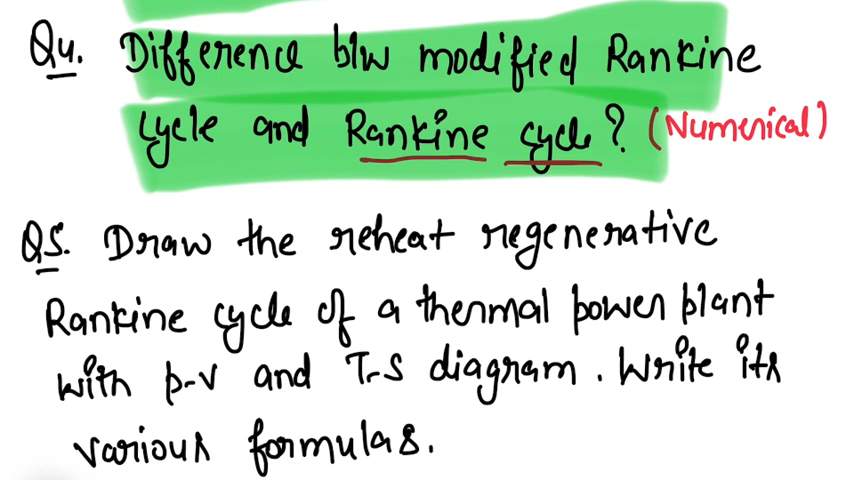 Q4. Difference b/w modified Rankine
cycle and Rankine cycle? (Numerical)
Q5. Draw the reheat regenerative
Rankine cycle of a thermal power plant
with p-v and T-S diagram. Write its
various formulas.